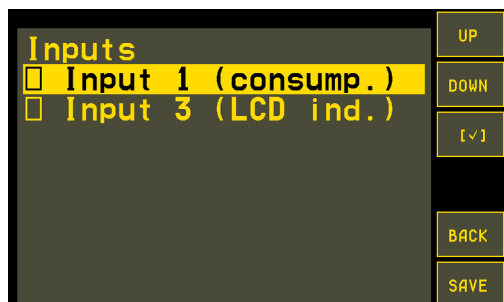 Inputs
□ Input 1 (consump.)
□ Input 3 (LCD ind.)
UP
DOWN
[✓]
BACK
SAVE